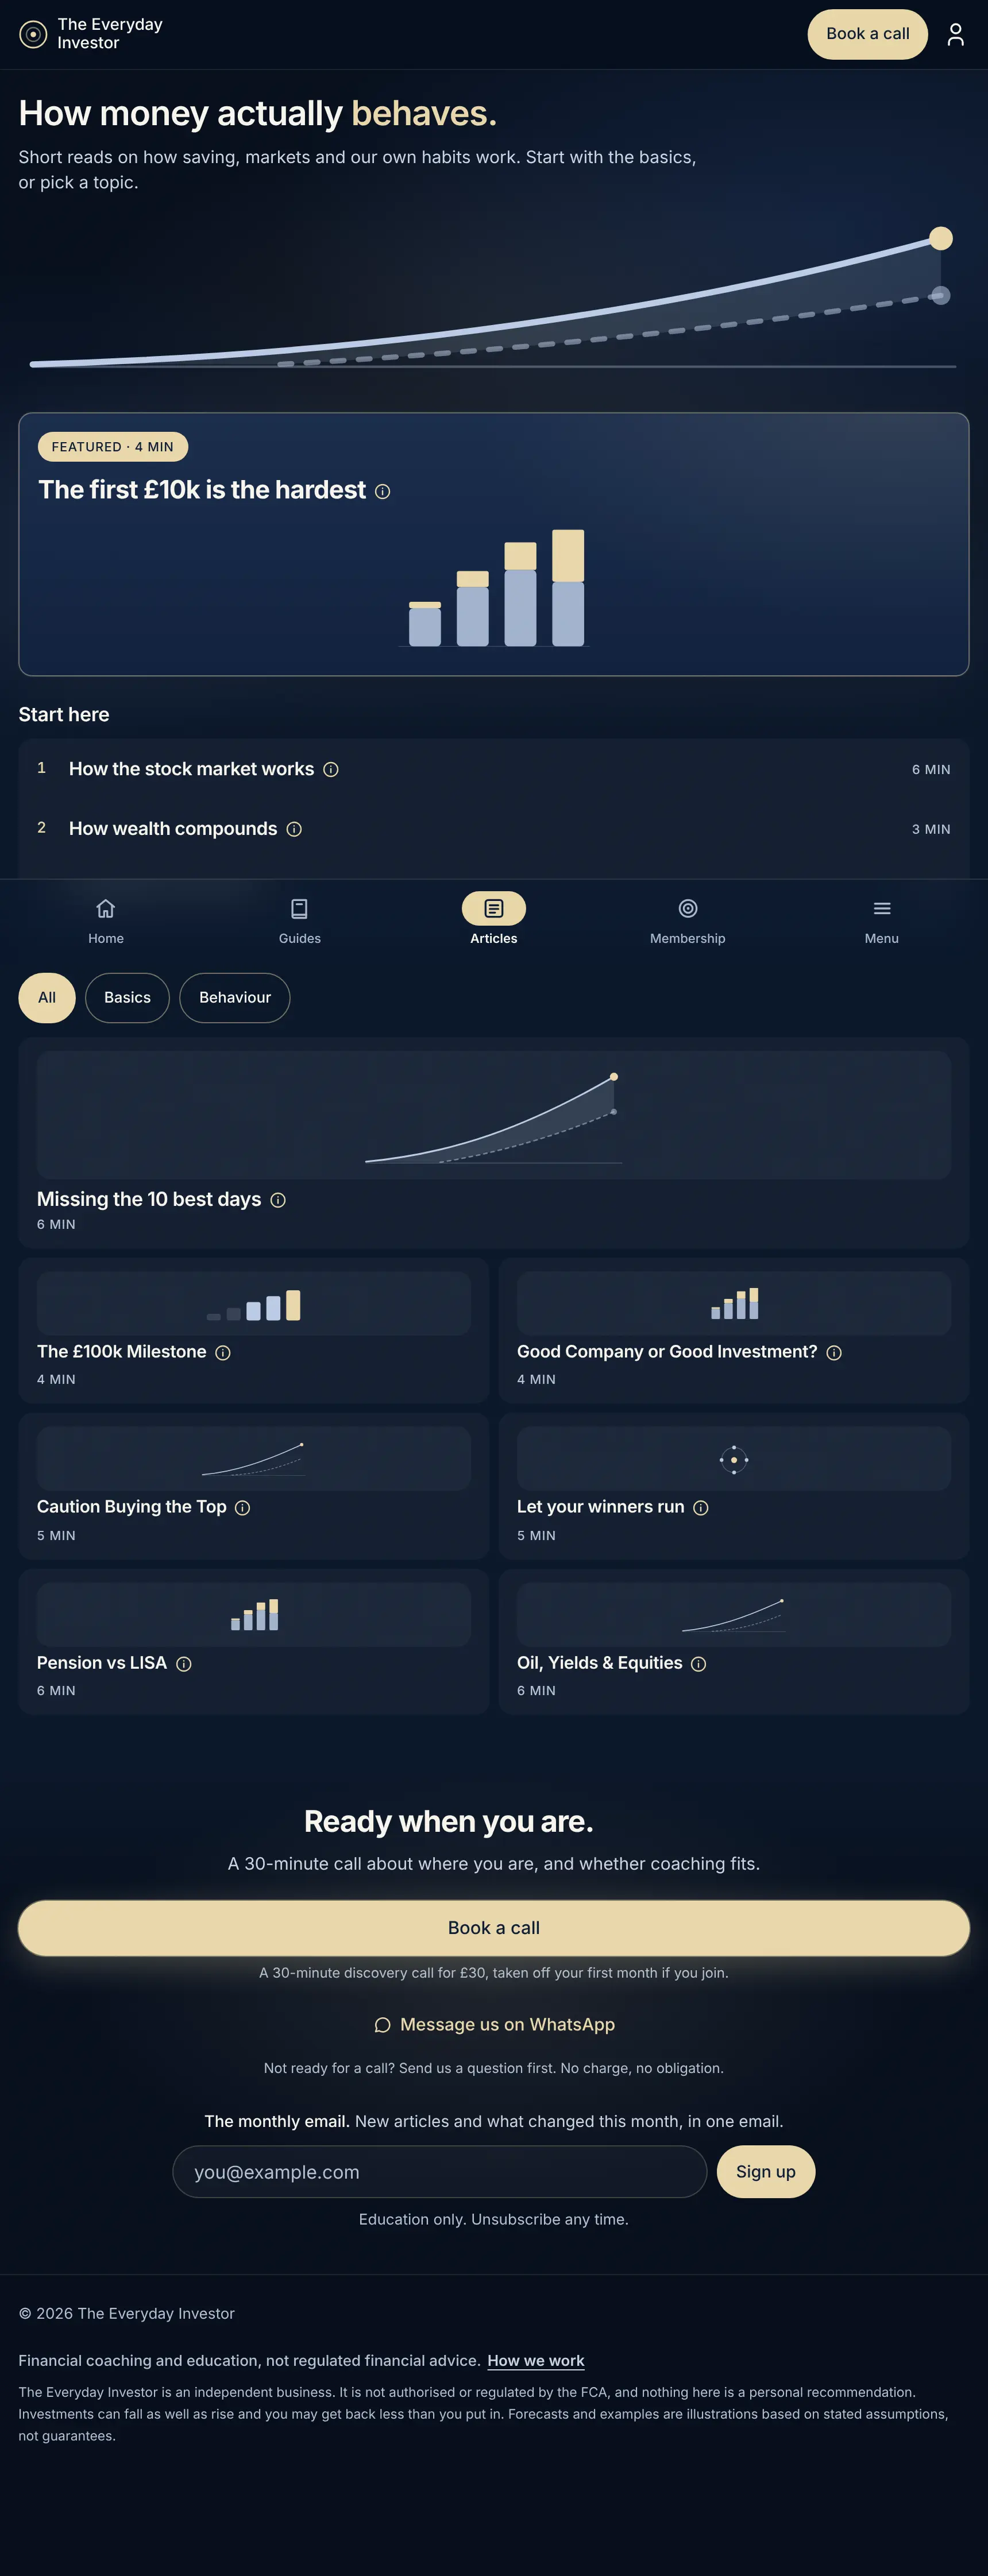 The Everyday
Investor
Book a call
How money actually behaves.
Short reads on how saving, markets and our own habits work. Start with the basics,
or pick a topic.
FEATURED · 4 MIN
The first £10k is the hardest
Start here
1 How the stock market works 6 MIN
2 How wealth compounds 3 MIN
Home Guides Articles Membership Menu
All Basics Behaviour
Missing the 10 best days
6 MIN
The £100k Milestone
4 MIN
Good Company or Good Investment?
4 MIN
Caution Buying the Top
5 MIN
Let your winners run
5 MIN
Pension vs LISA
6 MIN
Oil, Yields & Equities
6 MIN
Ready when you are.
A 30-minute call about where you are, and whether coaching fits.
Book a call
A 30-minute discovery call for £30, taken off your first month if you join.
Message us on WhatsApp
Not ready for a call? Send us a question first. No charge, no obligation.
The monthly email. New articles and what changed this month, in one email.
you@example.com
Sign up
Education only. Unsubscribe any time.
© 2026 The Everyday Investor
Financial coaching and education, not regulated financial advice. How we work
The Everyday Investor is an independent business. It is not authorised or regulated by the FCA, and nothing here is a personal recommendation.
Investments can fall as well as rise and you may get back less than you put in. Forecasts and examples are illustrations based on stated assumptions,
not guarantees.